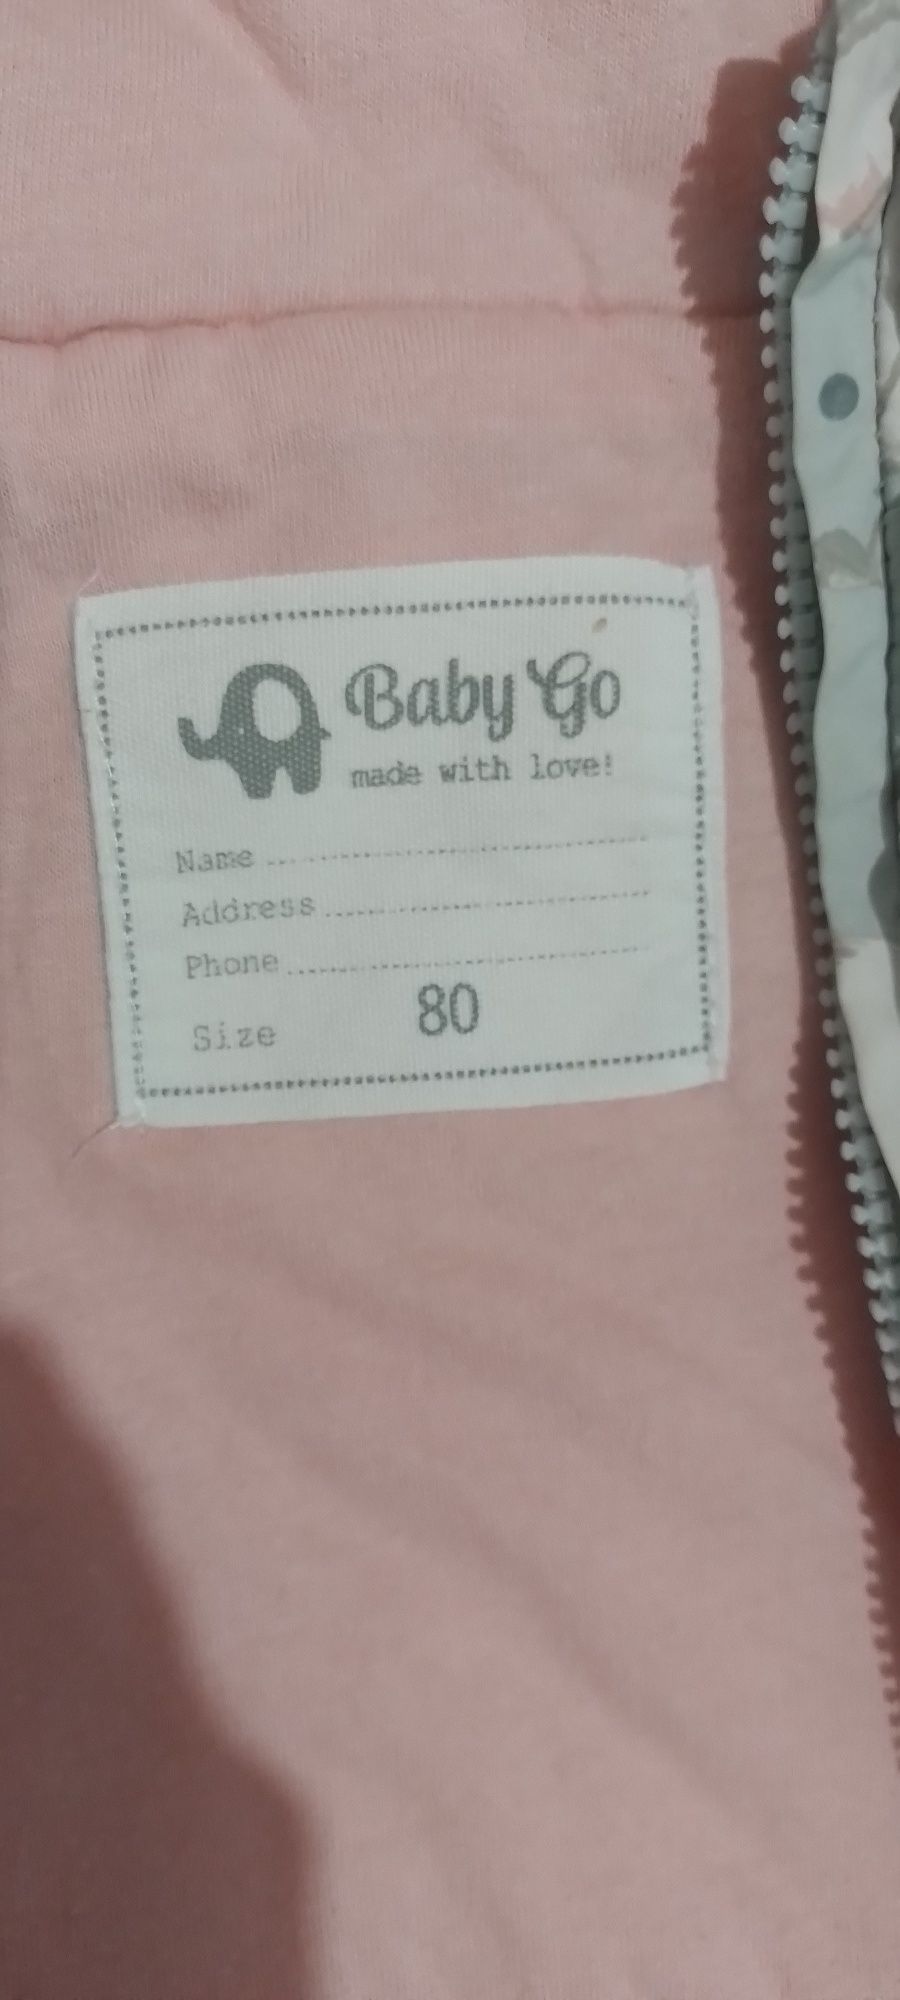 Baby Go
made with love!
Name
Address
Phone
Size 80